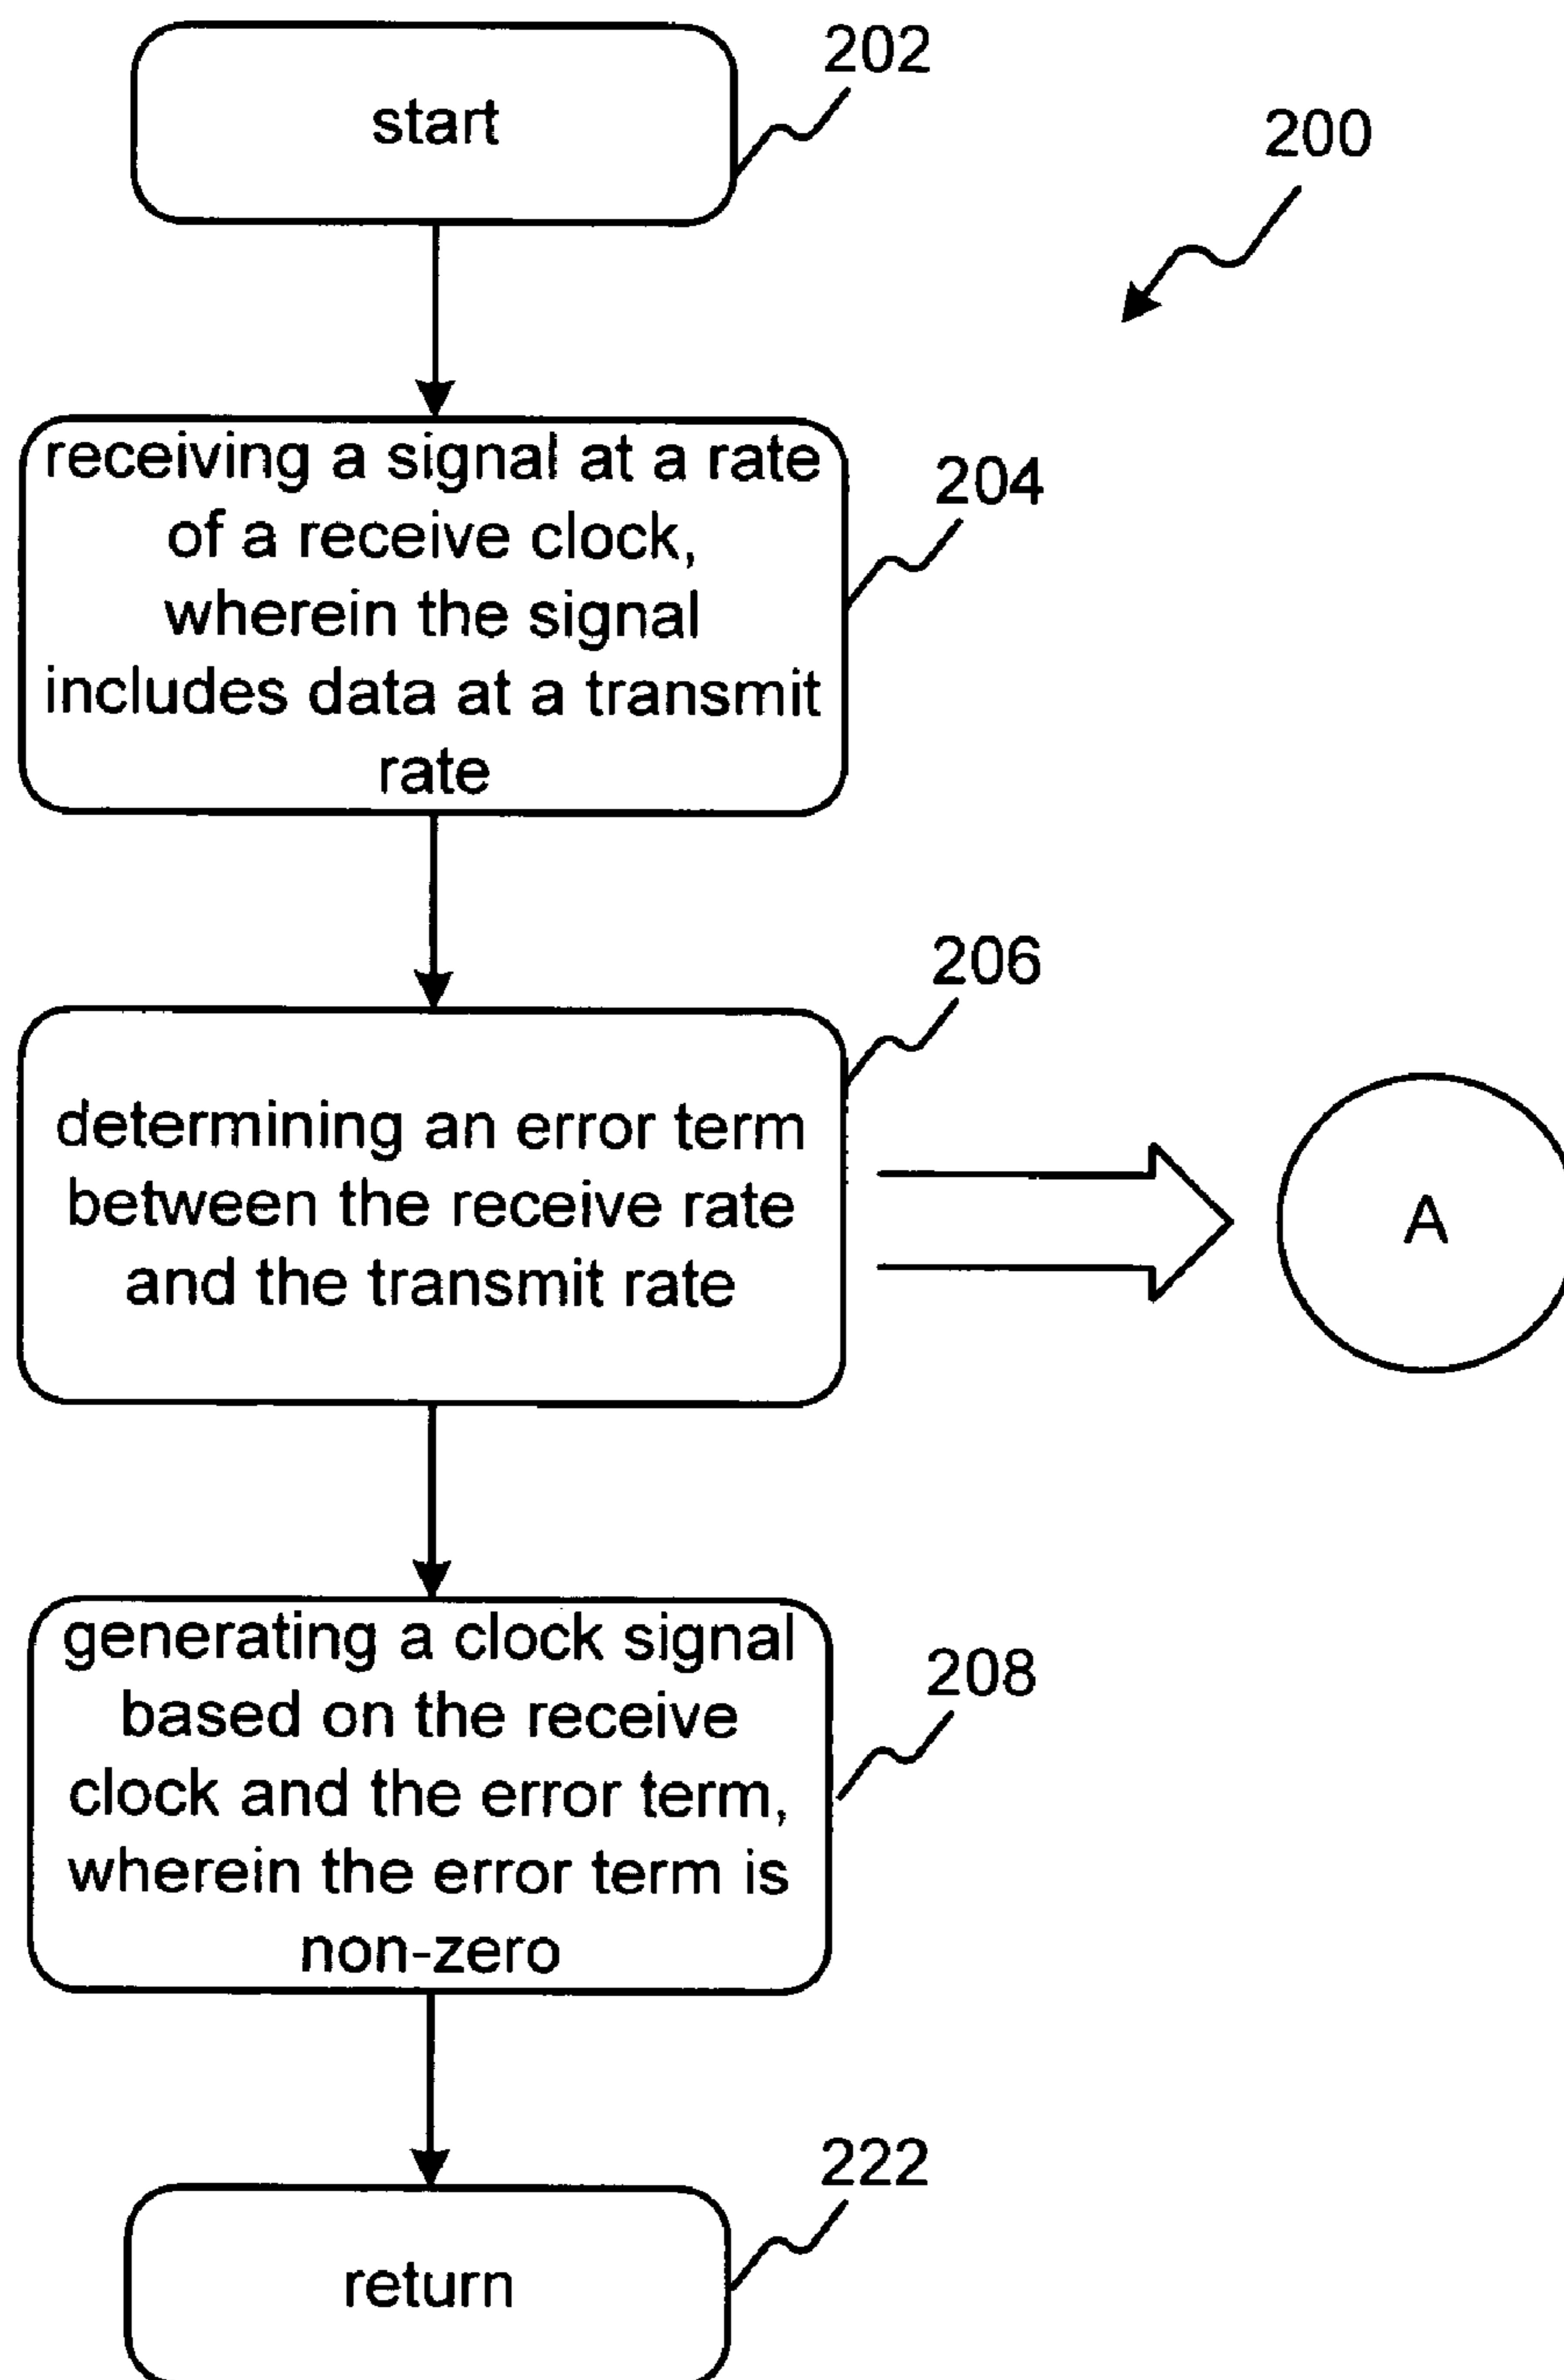 start
202
200
receiving a signal at a rate
of a receive clock,
wherein the signal
includes data at a transmit
rate
204
206
determining an error term
between the receive rate
and the transmit rate
A
generating a clock signal
based on the receive
clock and the error term,
wherein the error term is
non-zero
208
222
return